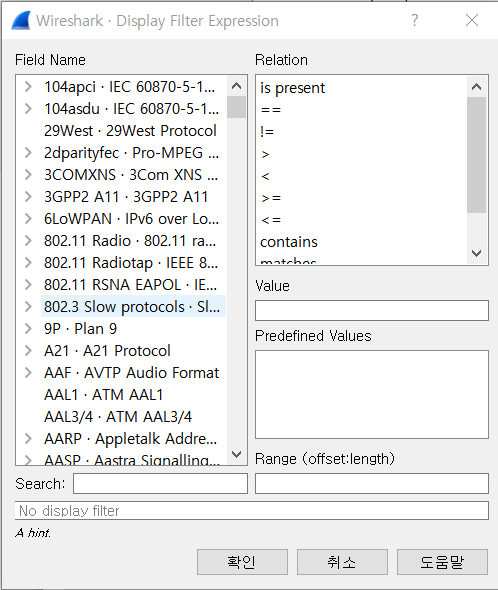 Wireshark · Display Filter Expression
Field Name
104apci · IEC 60870-5-1...
104asdu · IEC 60870-5-1...
29West · 29West Protocol
2dparityfec · Pro-MPEG ...
3COMXNS · 3Com XNS ...
3GPP2 A11 · 3GPP2 A11
6LoWPAN · IPv6 over Lo...
802.11 Radio · 802.11 ra...
802.11 Radiotap · IEEE 8...
802.11 RSNA EAPOL · IE...
802.3 Slow protocols · Sl...
9P · Plan 9
A21 · A21 Protocol
AAF · AVTP Audio Format
AAL1 · ATM AAL1
AAL3/4 · ATM AAL3/4
AARP · Appletalk Addre...
AASP · Aastra Signalling...
Search:
Relation
is present
==
!=
>
<
>=
<=
contains
matches
Value
Predefined Values
Range (offset:length)
No display filter
A hint.
확인
취소
도움말